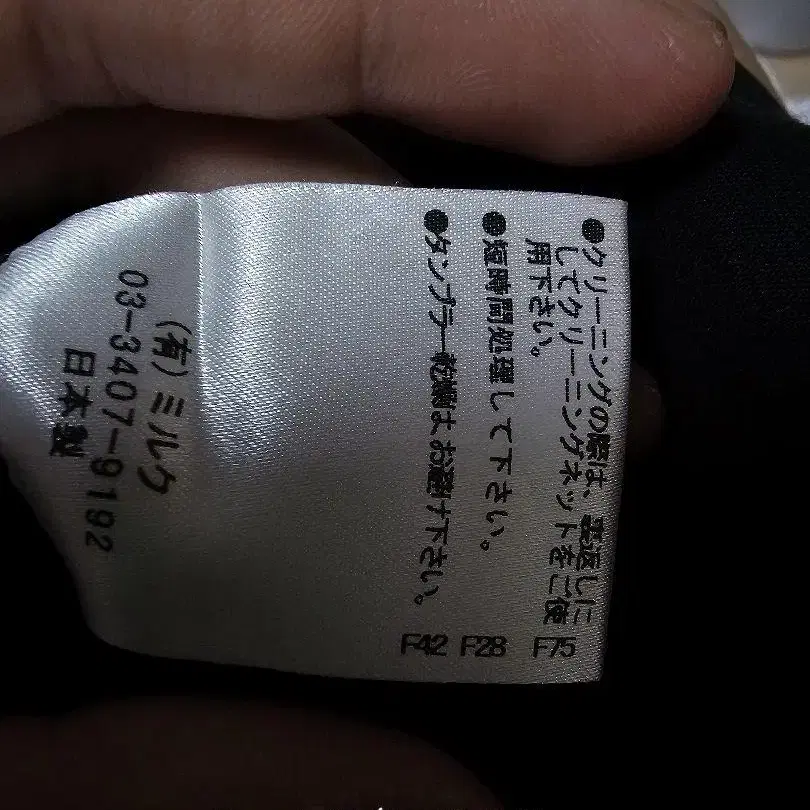 ●クリーニングの際は、裏返しに
してクリーニングネットをご使
用下さい。
F75
●短時間処理して下さい。
F28
●タンブラー乾燥はお避け下さい。
F42
(有)ミルク
03-3407-9192
日本製